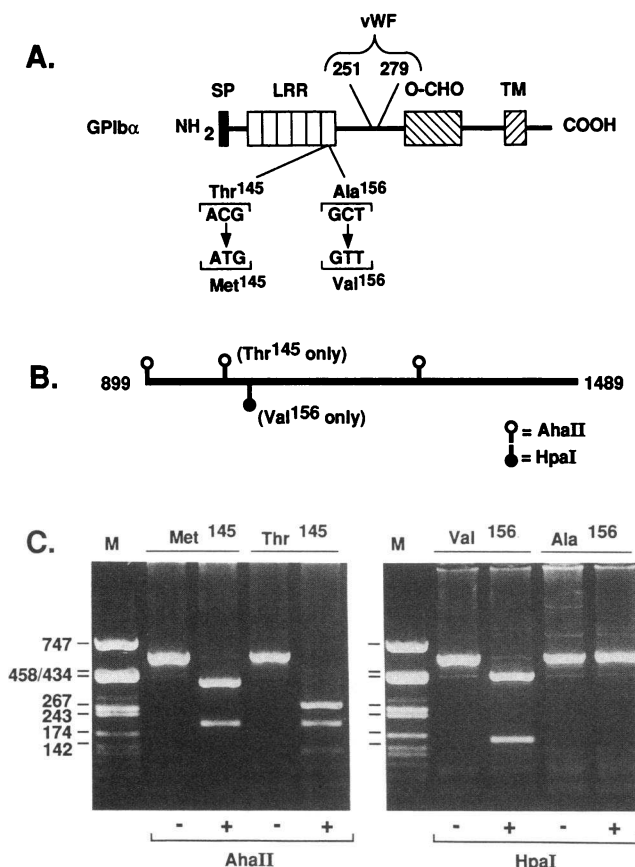 A.
vWF
251 279
SP LRR O-CHO TM
GPIbα NH2 COOH
Thr145 Ala156
ACG GCT
ATG GTT
Met145 Val156
B.
(Thr145 only)
899 1489
(Val156 only)
= AhaII
= HpaI
C.
M Met 145 Thr 145 M Val 156 Ala 156
747
458/434
267
243
174
142
- + - + - + - +
AhaII HpaI